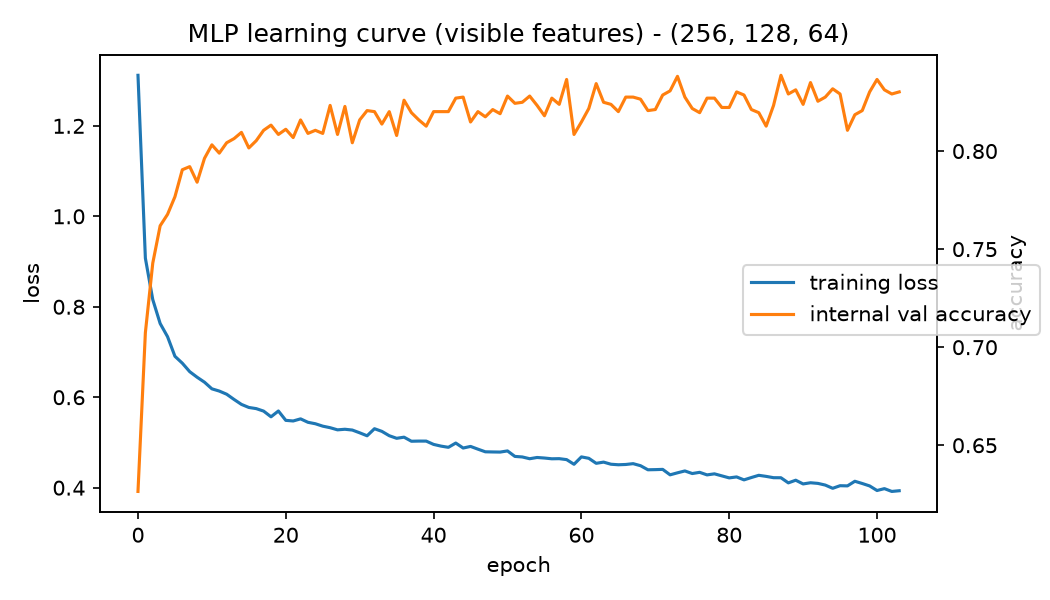 MLP learning curve (visible features) - (256, 128, 64)
loss
1.2
1.0
0.8
0.6
0.4
0.80
0.75
0.70
0.65
accuracy
training loss
internal val accuracy
0 20 40 60 80 100
epoch